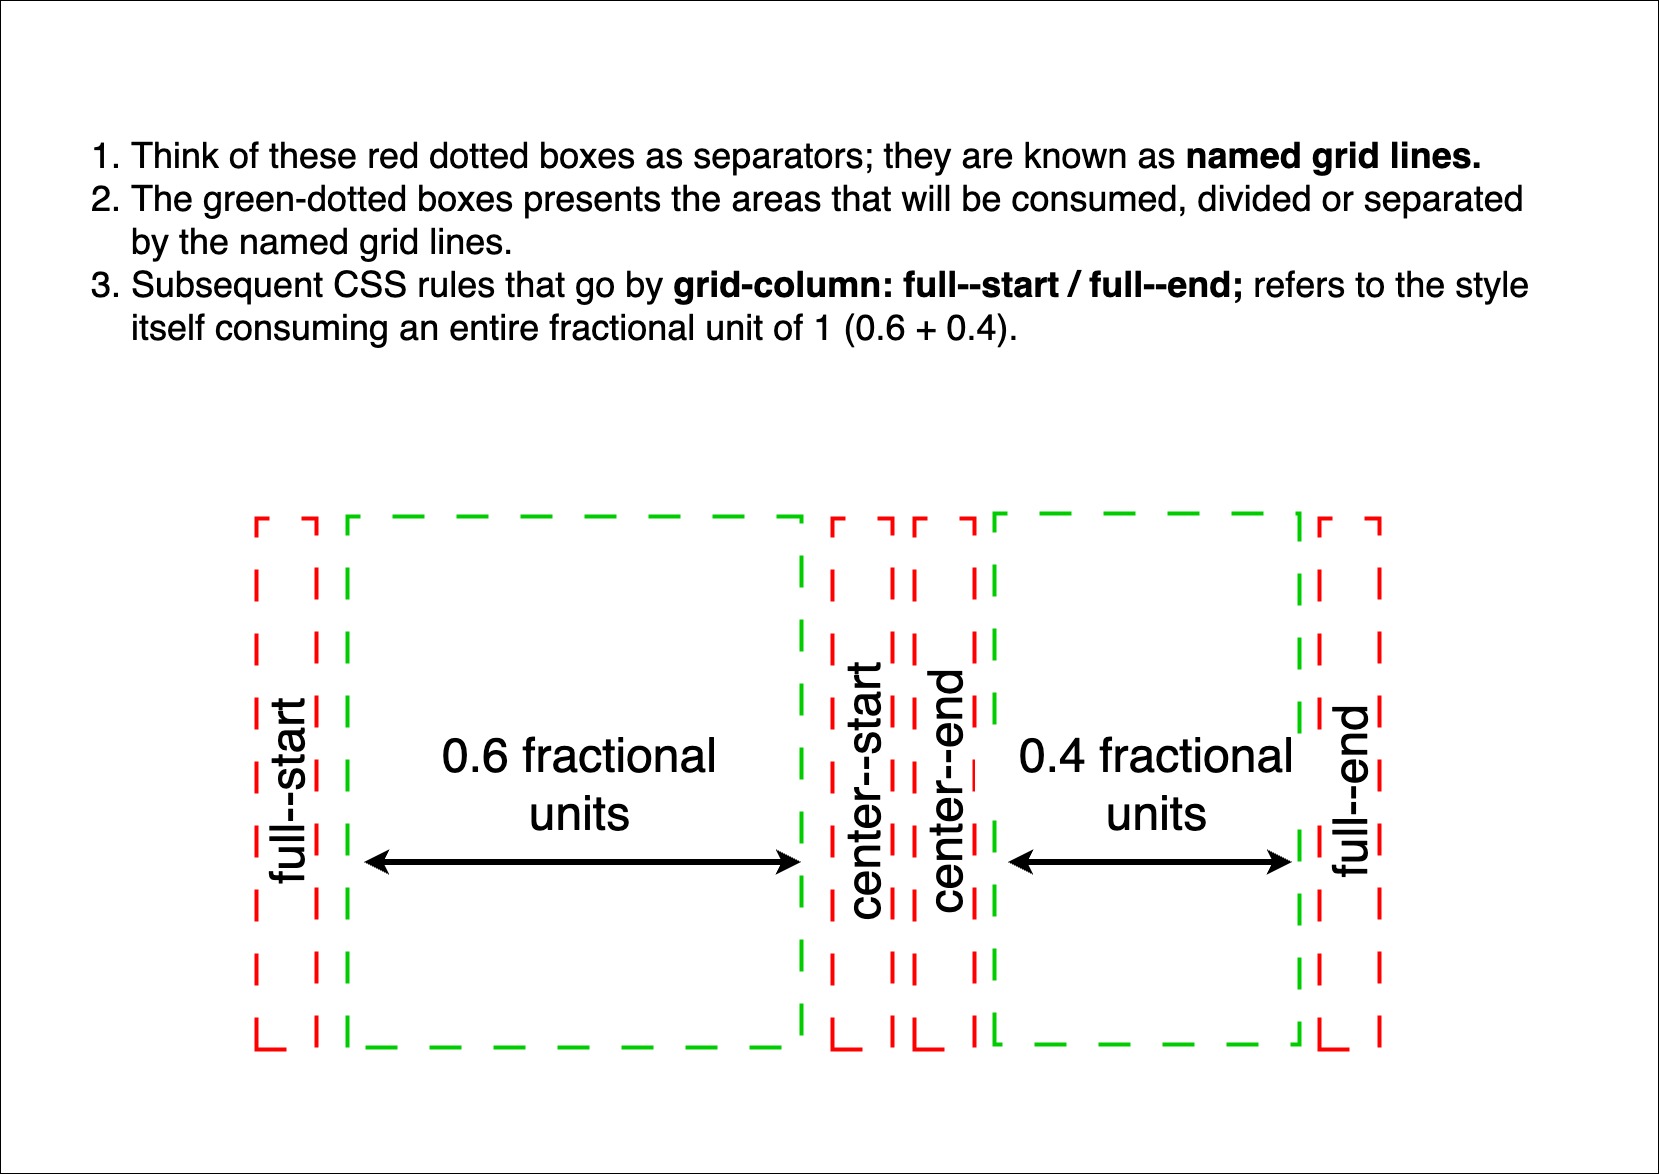 1. Think of these red dotted boxes as separators; they are known as named grid lines.
2. The green-dotted boxes presents the areas that will be consumed, divided or separated
by the named grid lines.
3. Subsequent CSS rules that go by grid-column: full--start / full--end; refers to the style
itself consuming an entire fractional unit of 1 (0.6 + 0.4).
full--start
0.6 fractional
units
center--start
center--end
0.4 fractional
units
full--end